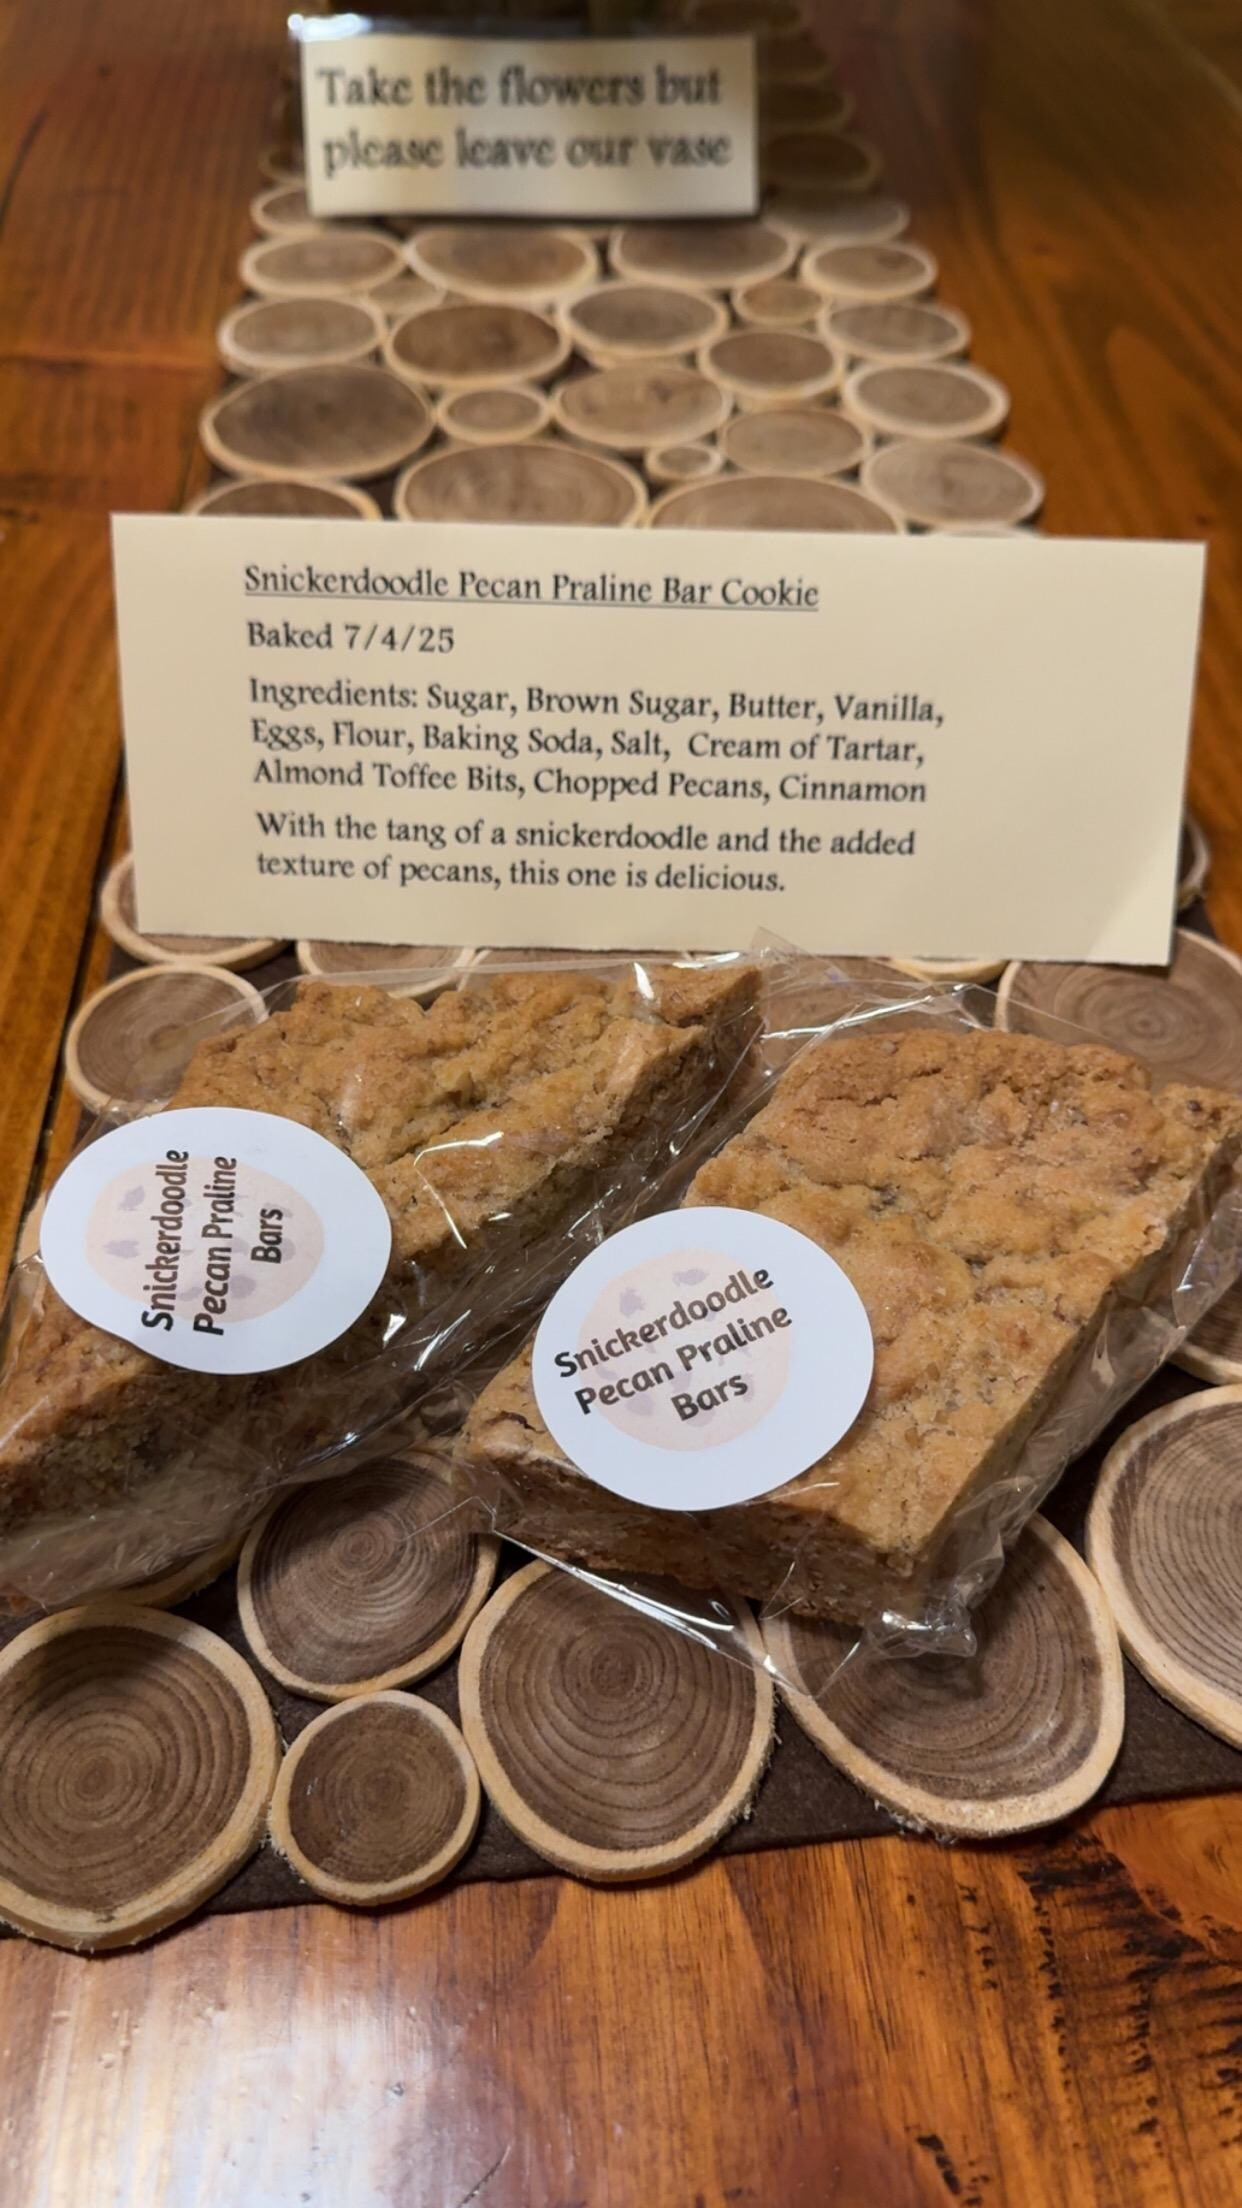 Take the flowers but
please leave our vase
Snickerdoodle Pecan Praline Bar Cookie
Baked 7/4/25
Ingredients: Sugar, Brown Sugar, Butter, Vanilla,
Eggs, Flour, Baking Soda, Salt,  Cream of Tartar,
Almond Toffee Bits, Chopped Pecans, Cinnamon
With the tang of a snickerdoodle and the added
texture of pecans, this one is delicious.
Snickerdoodle
Pecan Praline
Bars
Snickerdoodle
Pecan Praline
Bars